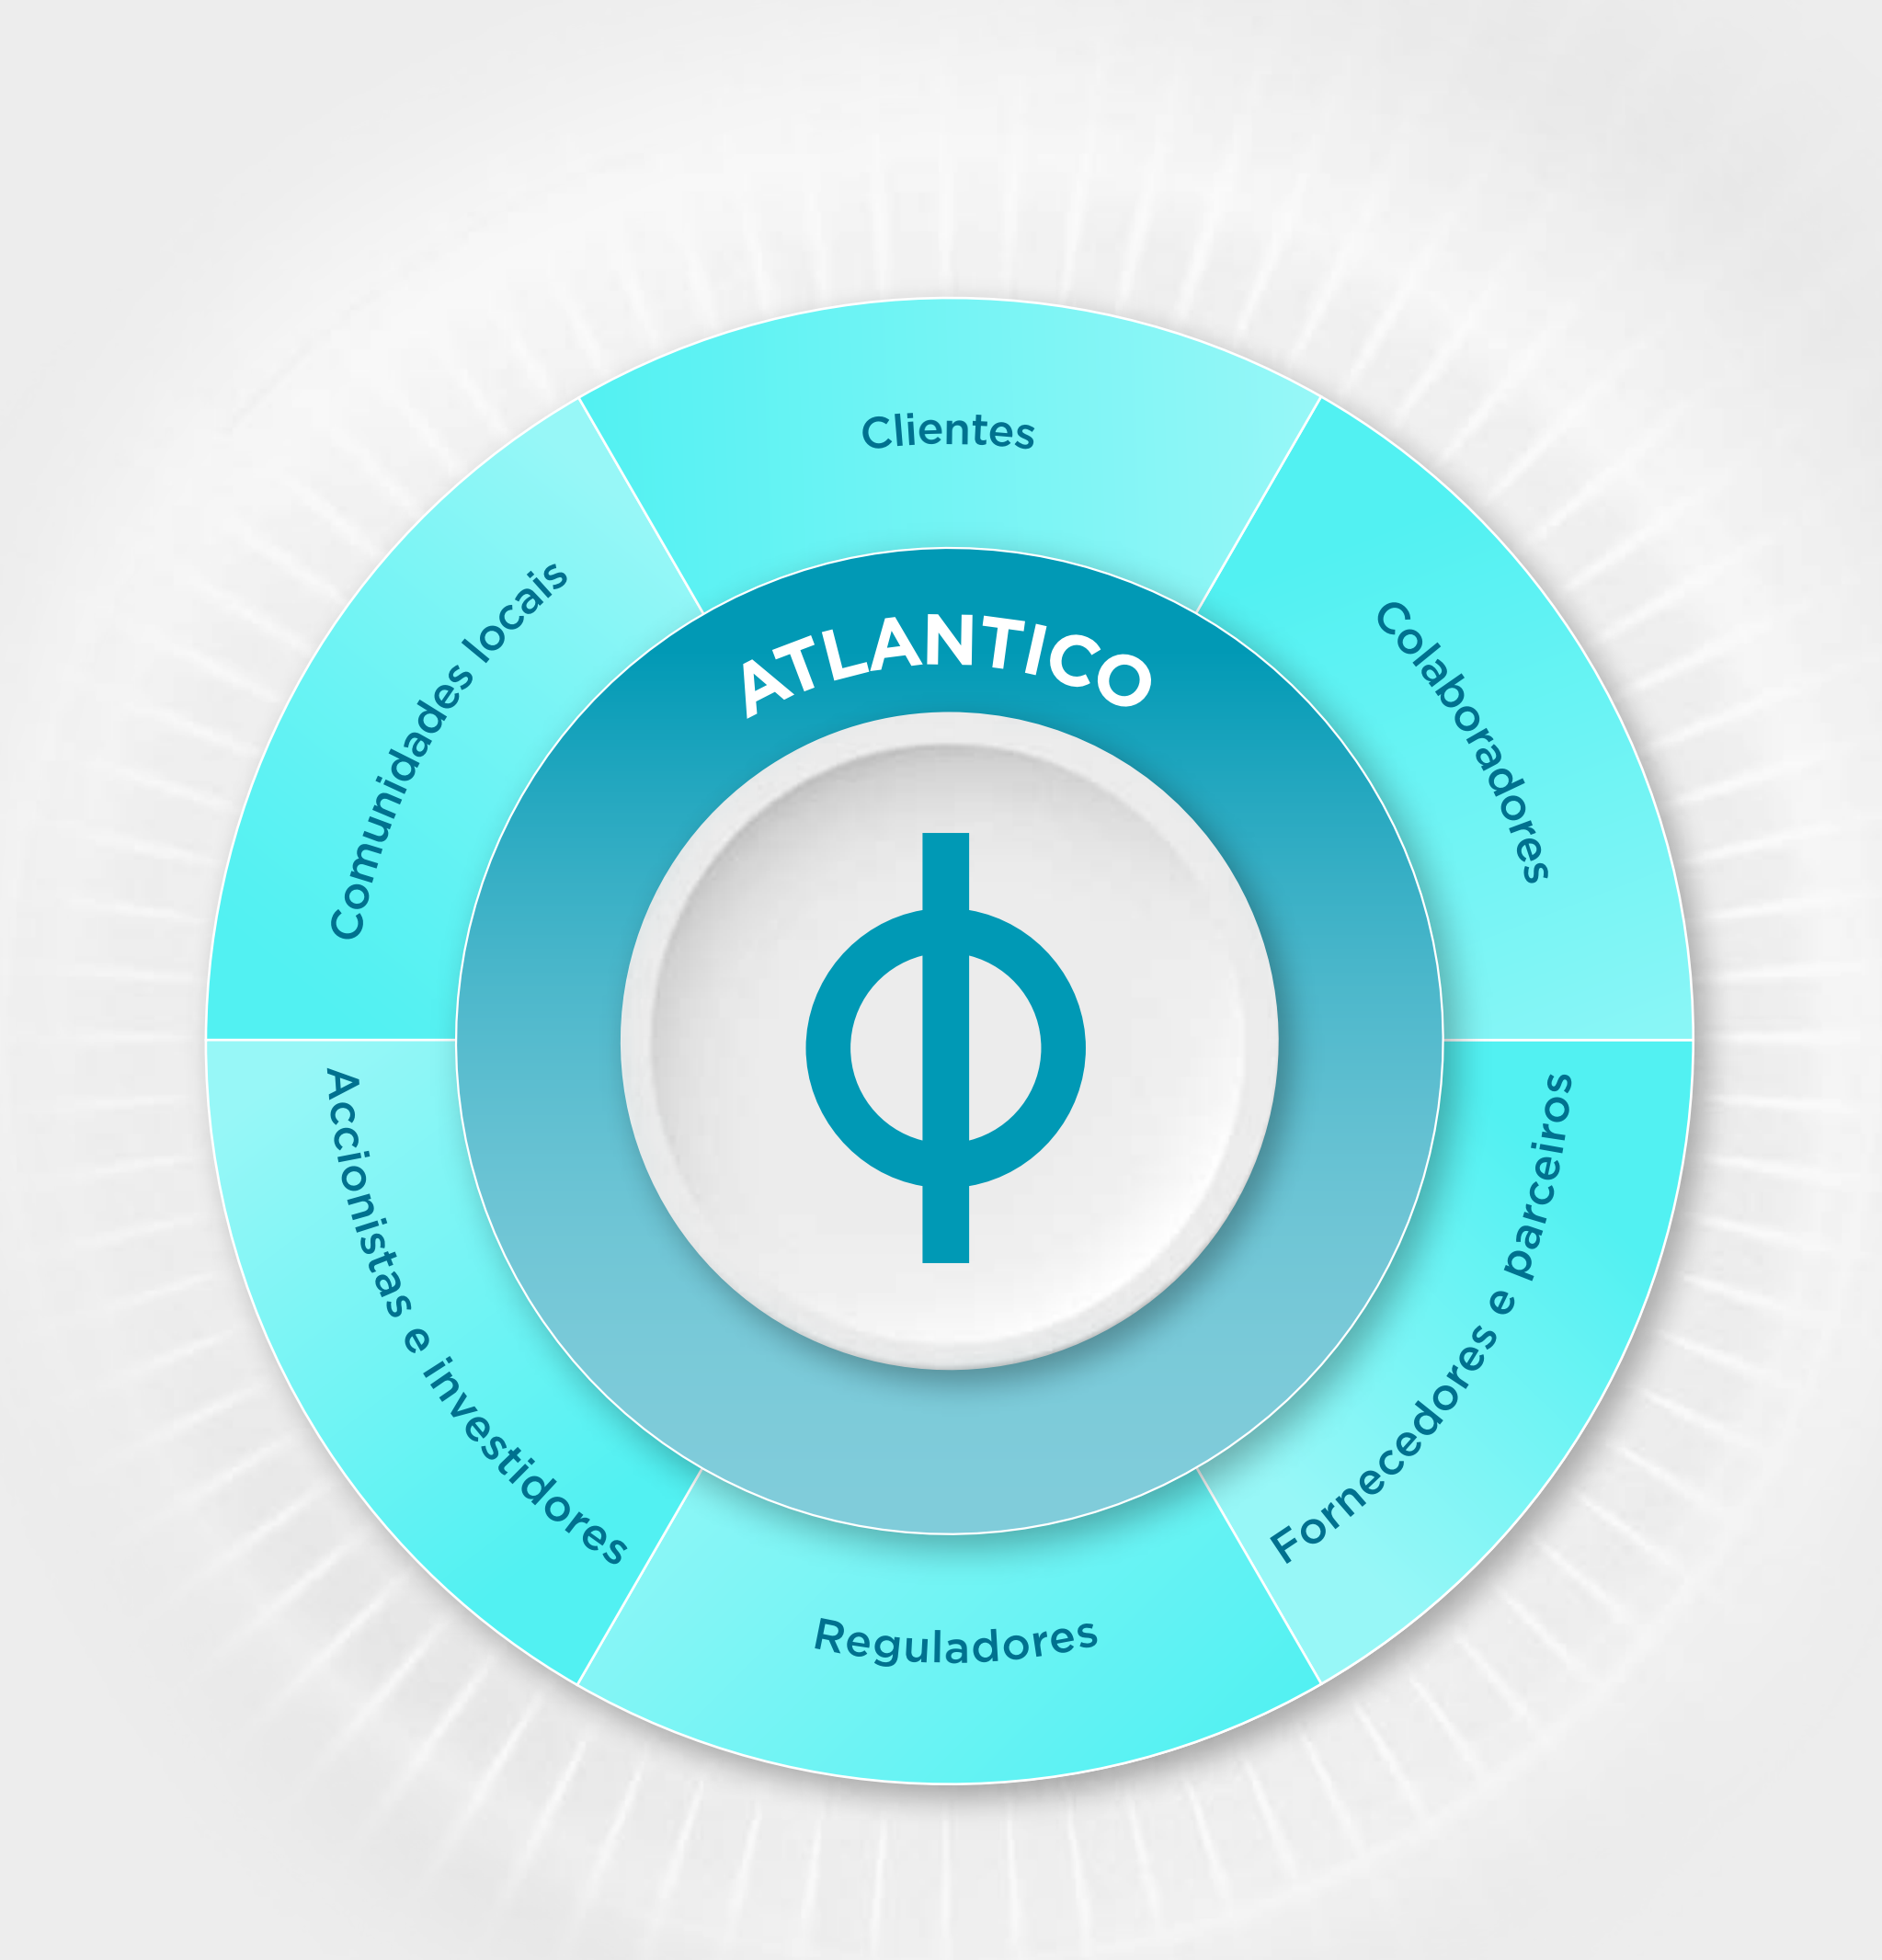 Clientes
Colaboradores
Fornecedores e parceiros
Reguladores
Accionistas e investidores
Comunidades locais
ATLANTICO